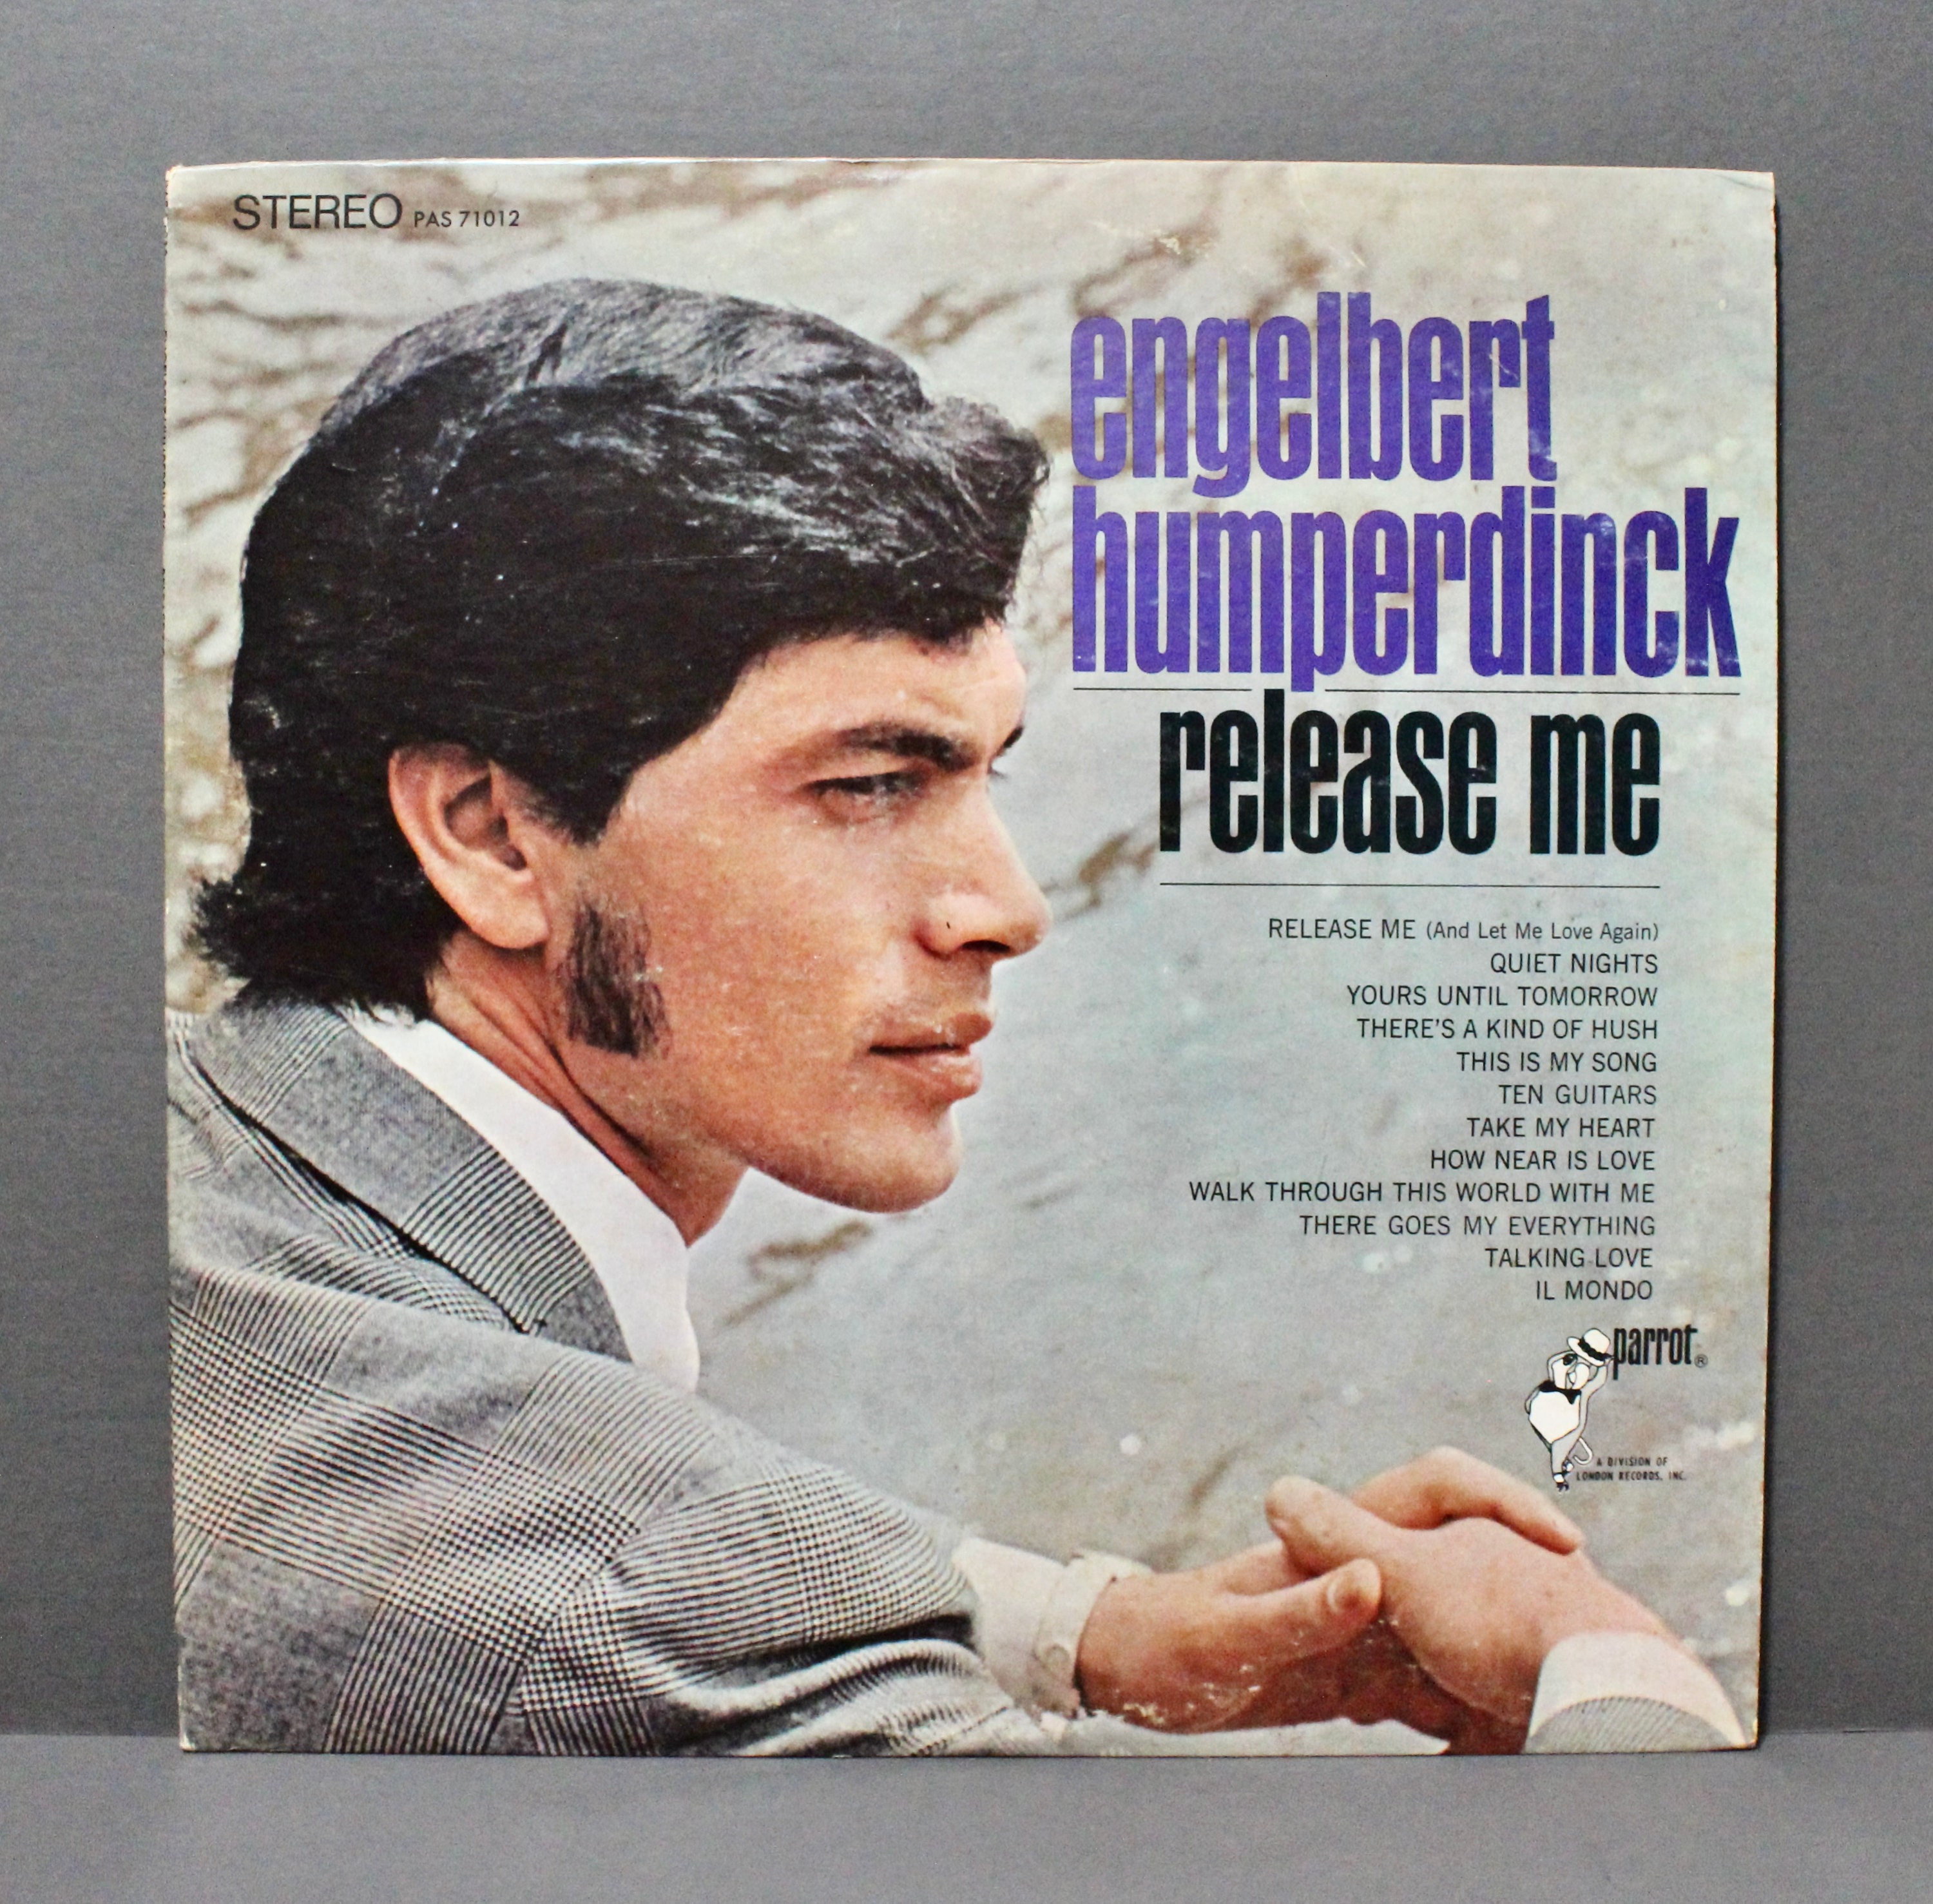 STEREO PAS 71012
engelbert
humperdinck
release me
RELEASE ME (And Let Me Love Again)
QUIET NIGHTS
YOURS UNTIL TOMORROW
THERE'S A KIND OF HUSH
THIS IS MY SONG
TEN GUITARS
TAKE MY HEART
HOW NEAR IS LOVE
WALK THROUGH THIS WORLD WITH ME
THERE GOES MY EVERYTHING
TALKING LOVE
IL MONDO
parrot®
A DIVISION OF
LONDON RECORDS, INC.